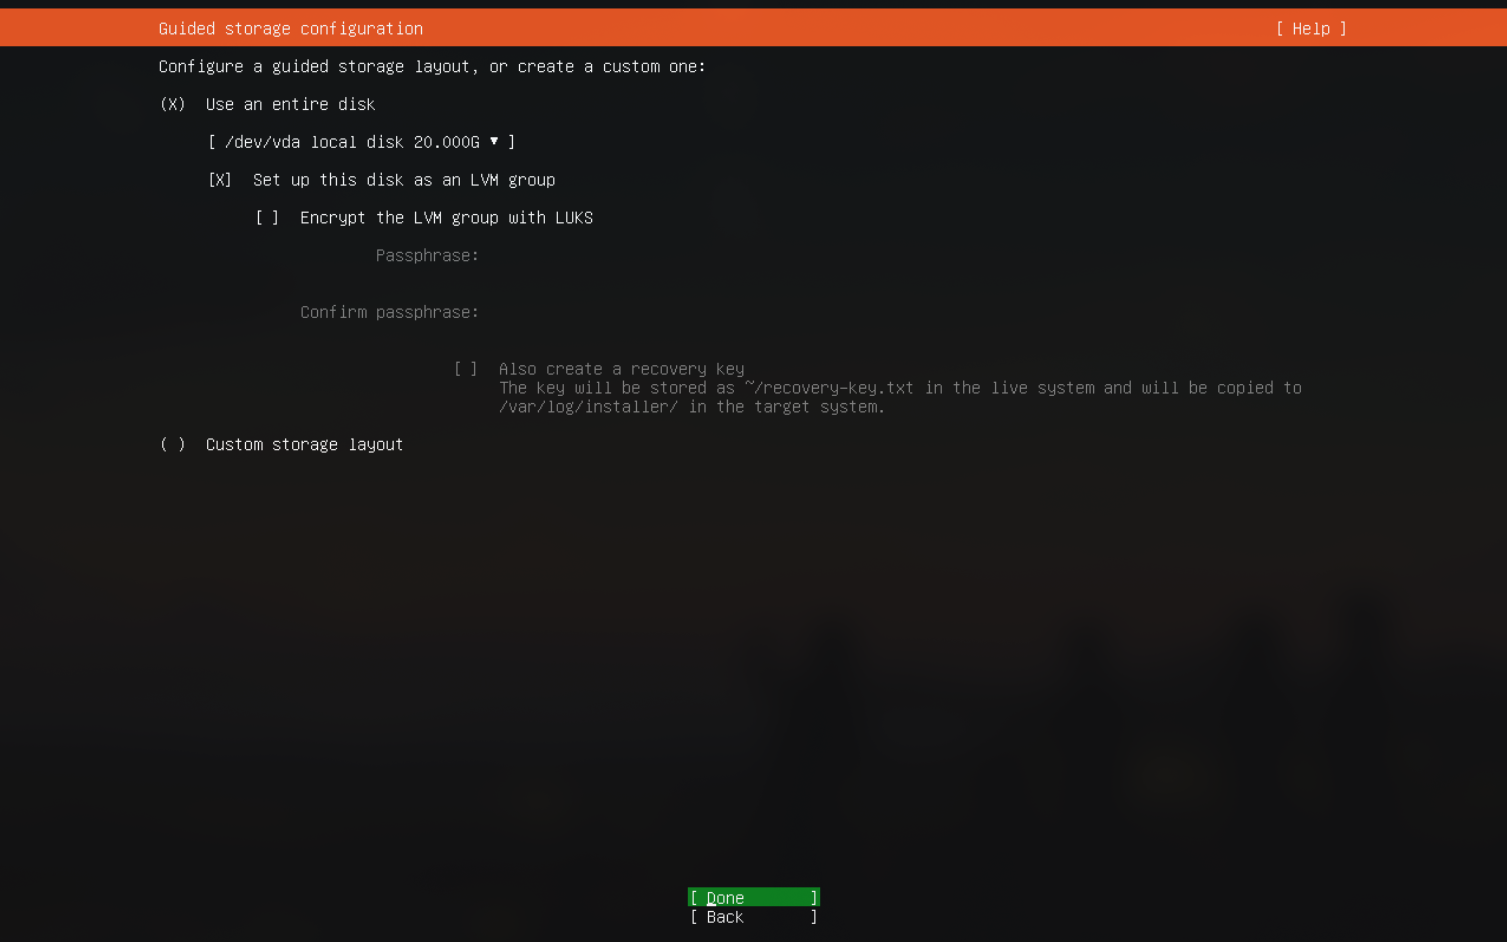 Guided storage configuration [ Help ]
Configure a guided storage layout, or create a custom one:
(X) Use an entire disk
[ /dev/vda local disk 20.000G ▾ ]
[X] Set up this disk as an LVM group
[ ] Encrypt the LVM group with LUKS
Passphrase:
Confirm passphrase:
[ ] Also create a recovery key
The key will be stored as ~/recovery-key.txt in the live system and will be copied to
/var/log/installer/ in the target system.
( ) Custom storage layout
[ Done ]
[ Back ]